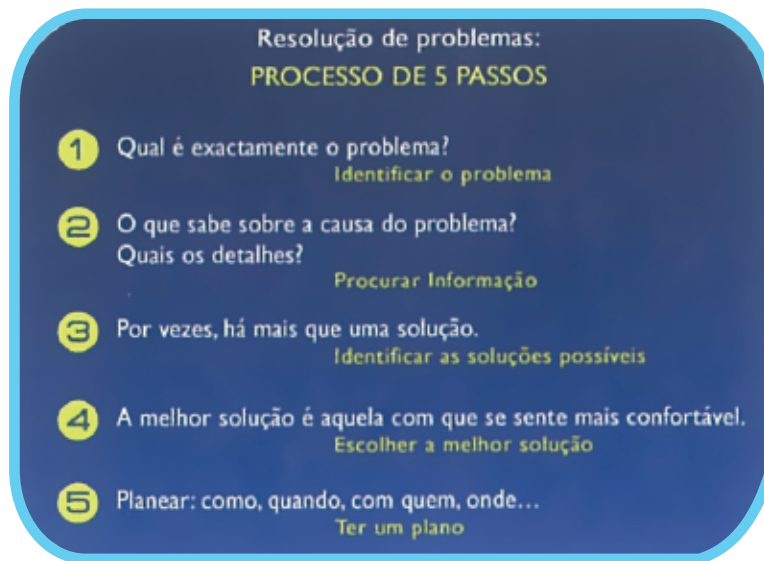 Resolução de problemas:
PROCESSO DE 5 PASSOS
1 Qual é exactamente o problema?
Identificar o problema
2 O que sabe sobre a causa do problema?
Quais os detalhes?
Procurar Informação
3 Por vezes, há mais que uma solução.
Identificar as soluções possíveis
4 A melhor solução é aquela com que se sente mais confortável.
Escolher a melhor solução
5 Planear: como, quando, com quem, onde...
Ter um plano